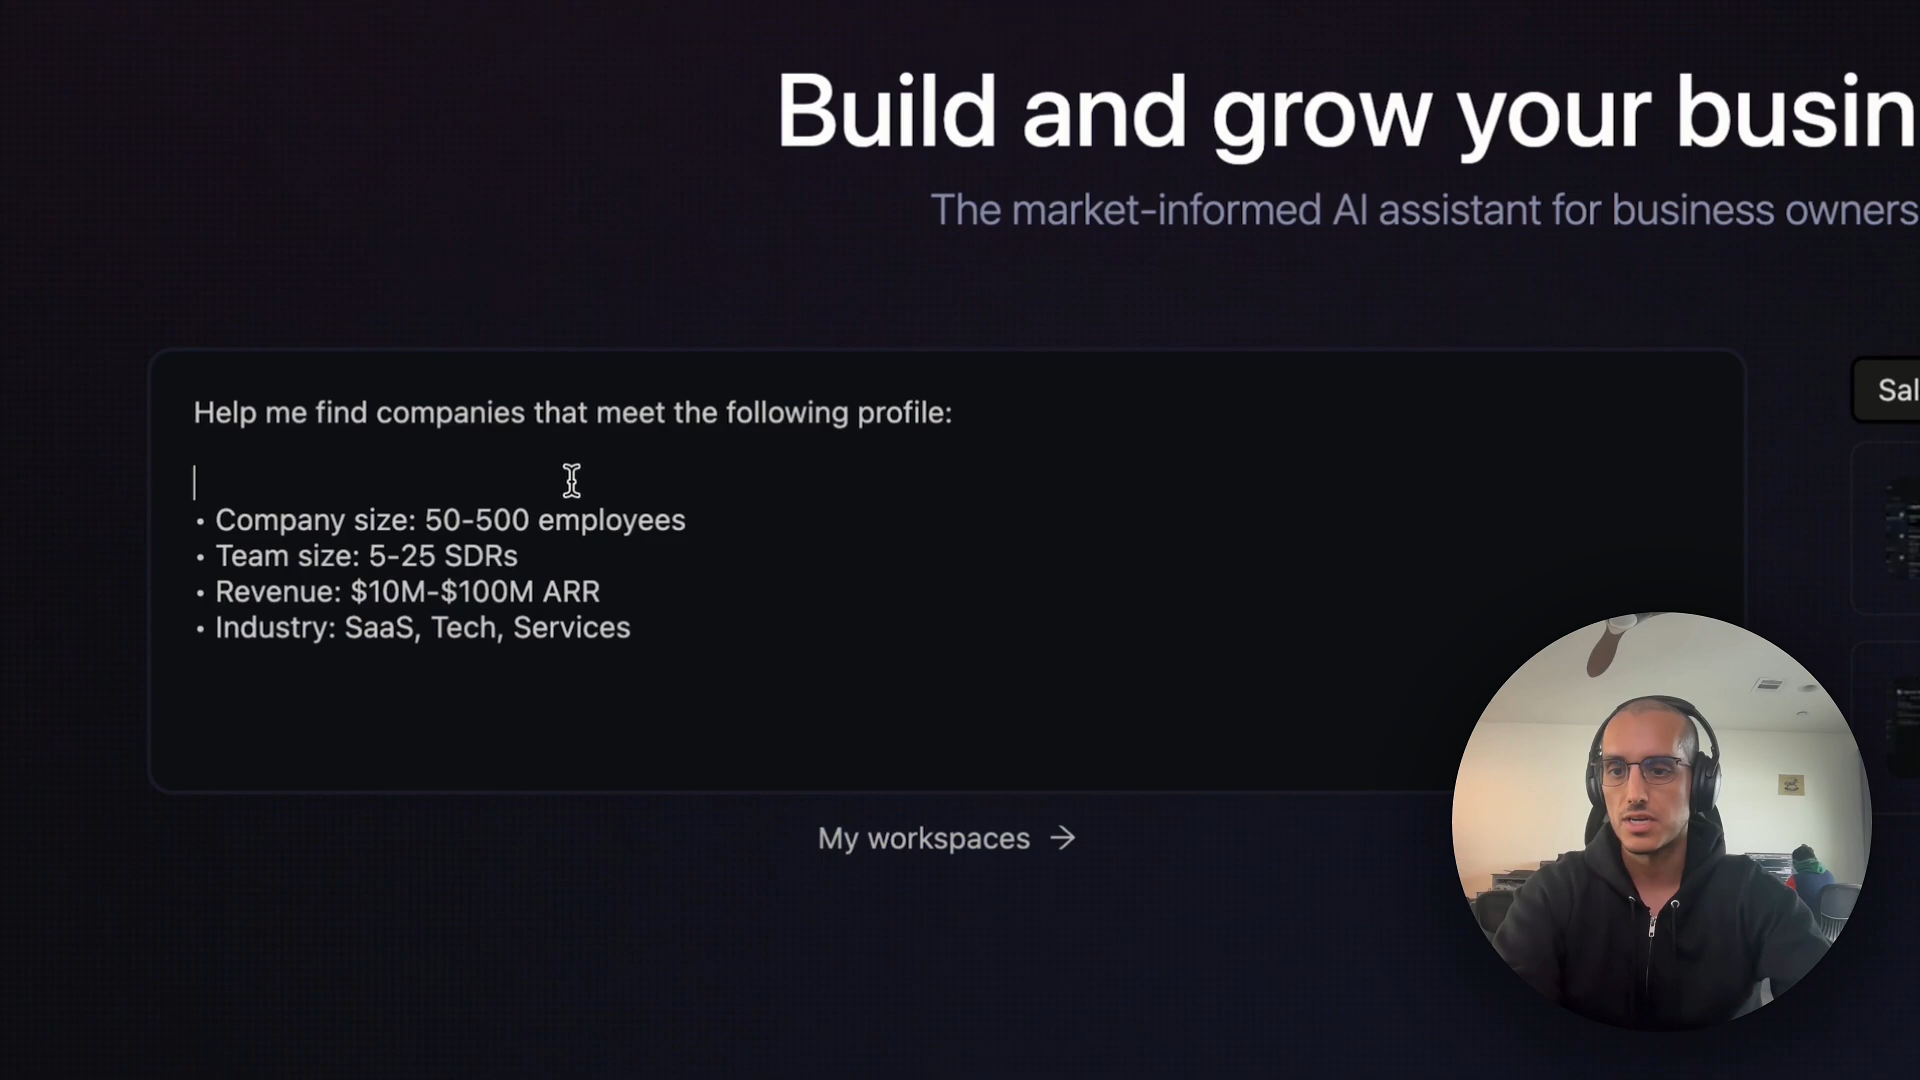 Build and grow your busin
The market-informed AI assistant for business owners
Help me find companies that meet the following profile:
• Company size: 50-500 employees
• Team size: 5-25 SDRs
• Revenue: $10M-$100M ARR
• Industry: SaaS, Tech, Services
Sal
My workspaces →